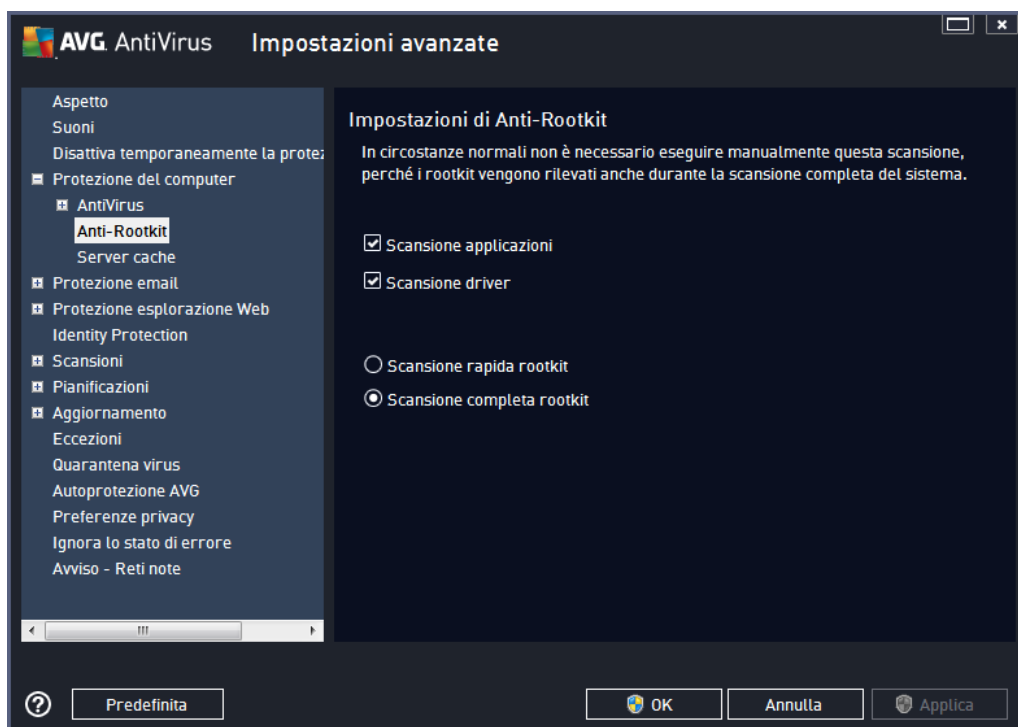 AVG. AntiVirus Impostazioni avanzate
Aspetto
Suoni
Disattiva temporaneamente la protez
Protezione del computer
AntiVirus
Anti-Rootkit
Server cache
Protezione email
Protezione esplorazione Web
Identity Protection
Scansioni
Pianificazioni
Aggiornamento
Eccezioni
Quarantena virus
Autoprotezione AVG
Preferenze privacy
Ignora lo stato di errore
Avviso - Reti note
Impostazioni di Anti-Rootkit
In circostanze normali non è necessario eseguire manualmente questa scansione,
perché i rootkit vengono rilevati anche durante la scansione completa del sistema.
Scansione applicazioni
Scansione driver
Scansione rapida rootkit
Scansione completa rootkit
Predefinita
OK
Annulla
Applica